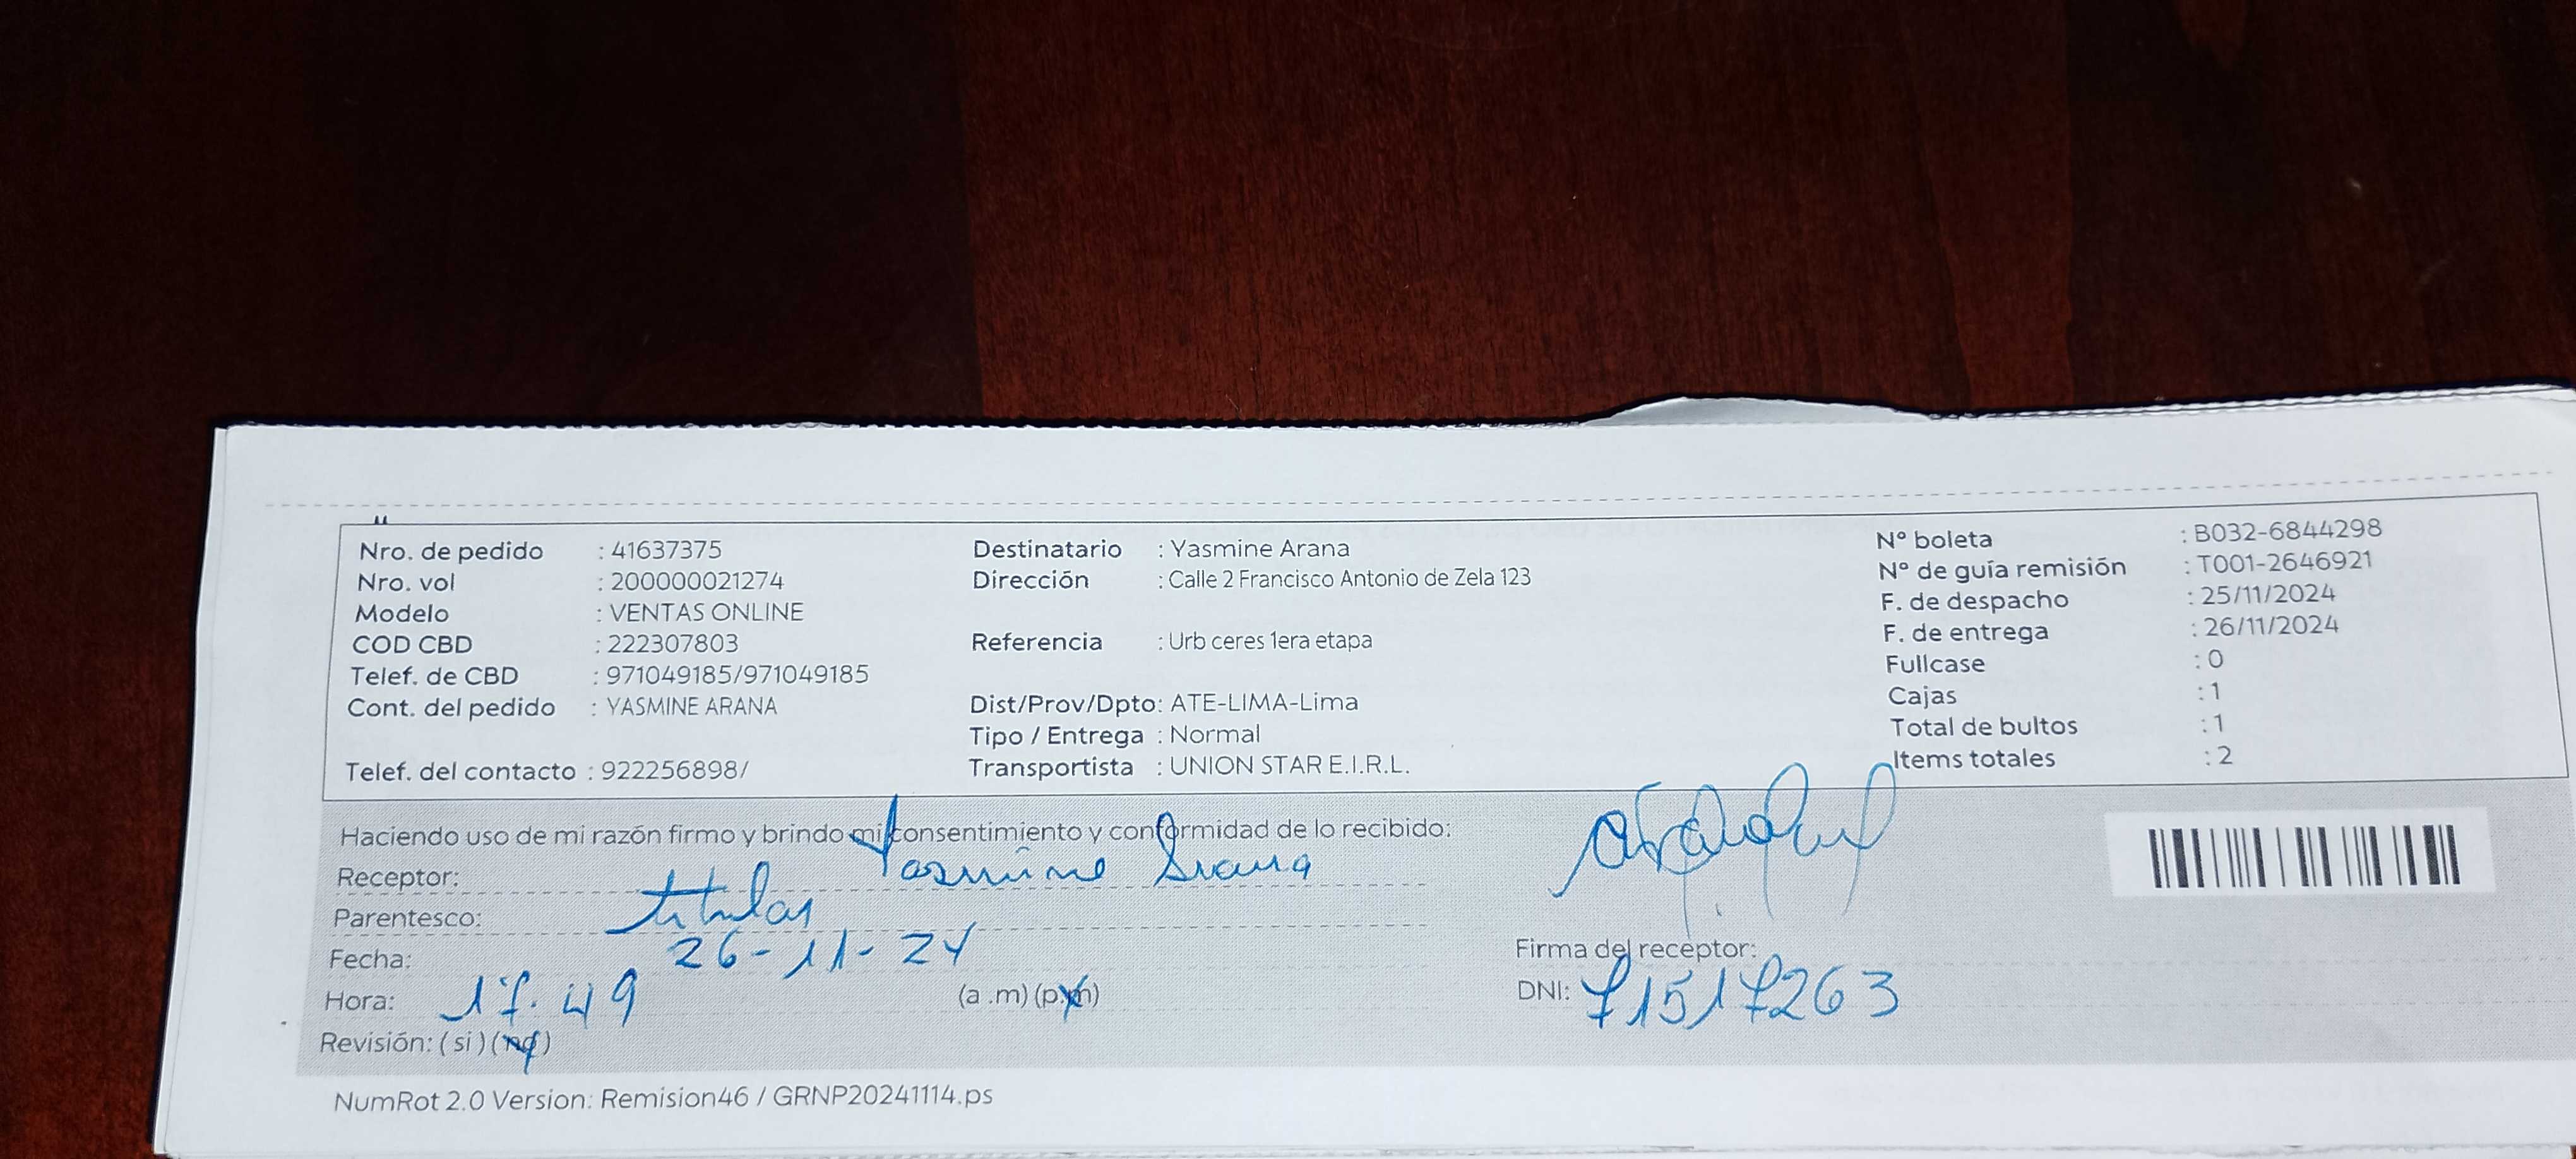 Nro. de pedido : 41637375
Nro. vol : 200000021274
Modelo : VENTAS ONLINE
COD CBD : 222307803
Telef. de CBD : 971049185/971049185
Cont. del pedido : YASMINE ARANA
Telef. del contacto : 922256898/
Destinatario : Yasmine Arana
Dirección : Calle 2 Francisco Antonio de Zela 123
Referencia : Urb ceres 1era etapa
Dist/Prov/Dpto: ATE-LIMA-Lima
Tipo / Entrega : Normal
Transportista : UNION STAR E.I.R.L.
N° boleta : B032-6844298
N° de guía remisión : T001-2646921
F. de despacho : 25/11/2024
F. de entrega : 26/11/2024
Fullcase : 0
Cajas : 1
Total de bultos : 1
Items totales : 2
Haciendo uso de mi razón firmo y brindo mi consentimiento y conformidad de lo recibido:
Receptor: Yasmine Arana
Parentesco: titular
Fecha: 26-11-24
Hora: 17.49 (a .m) (p.m)
Revisión: ( si ) ( no )
Firma del receptor:
DNI: 71517263
NumRot 2.0 Version: Remision46 / GRNP20241114.ps